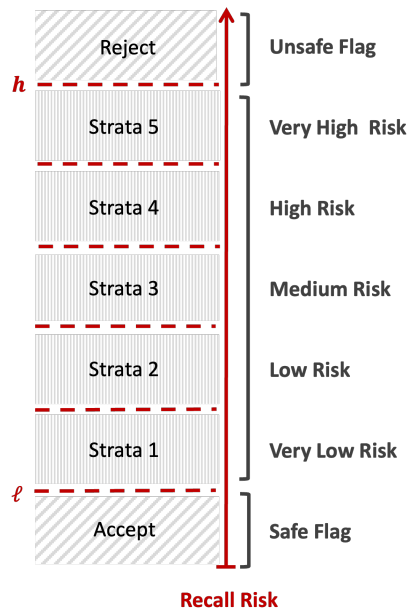 Reject Unsafe Flag
h
Strata 5 Very High Risk
Strata 4 High Risk
Strata 3 Medium Risk
Strata 2 Low Risk
Strata 1 Very Low Risk
ℓ
Accept Safe Flag
Recall Risk